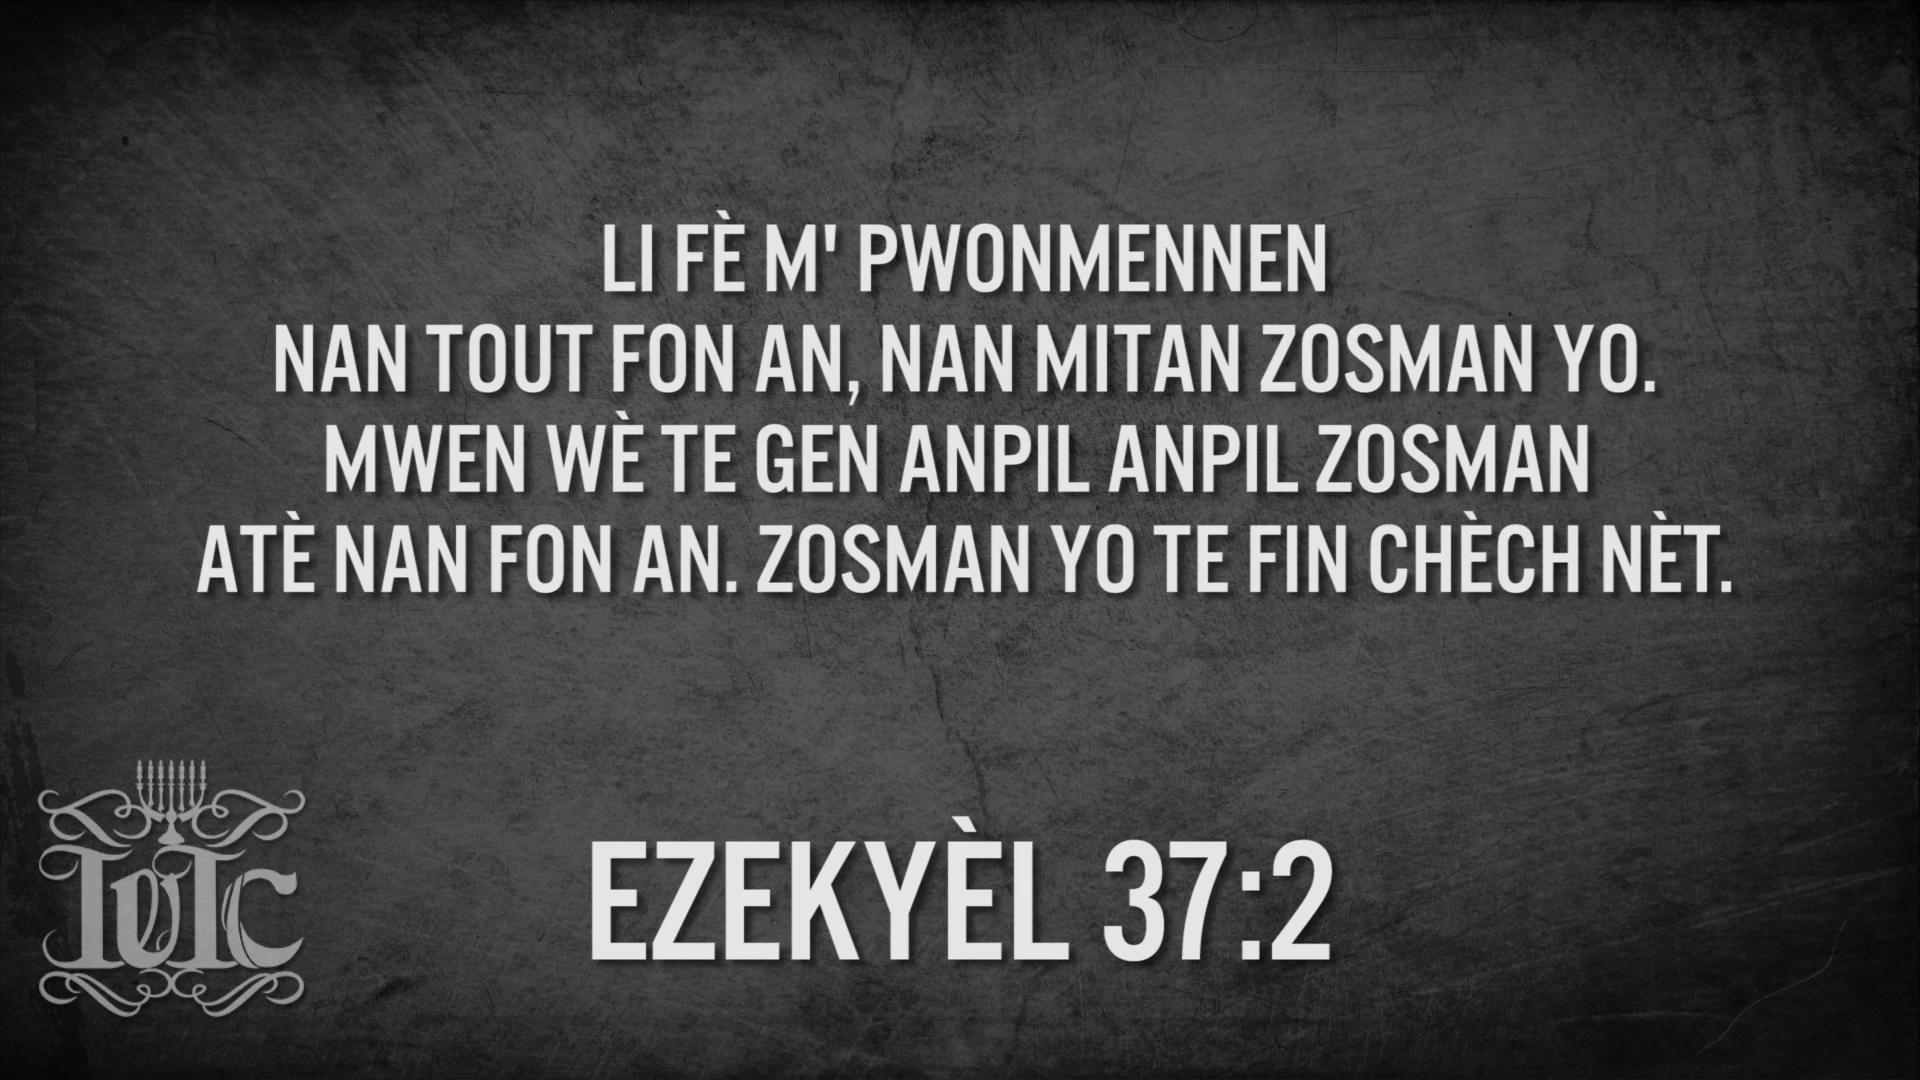 LI FÈ M' PWONMENNEN
NAN TOUT FON AN, NAN MITAN ZOSMAN YO.
MWEN WÈ TE GEN ANPIL ANPIL ZOSMAN
ATÈ NAN FON AN. ZOSMAN YO TE FIN CHÈCH NÈT.
EZEKYÈL 37:2
IUIC